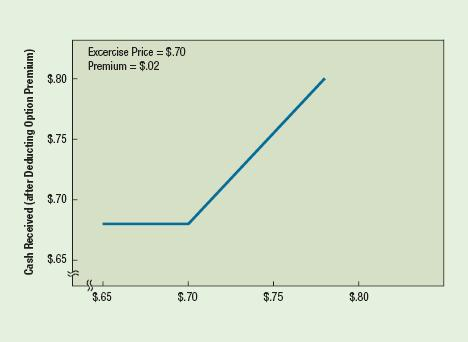 Excercise Price = $.70
Premium = $.02
Cash Received (after Deducting Option Premium)
$.80
$.75
$.70
$.65
$.65 $.70 $.75 $.80